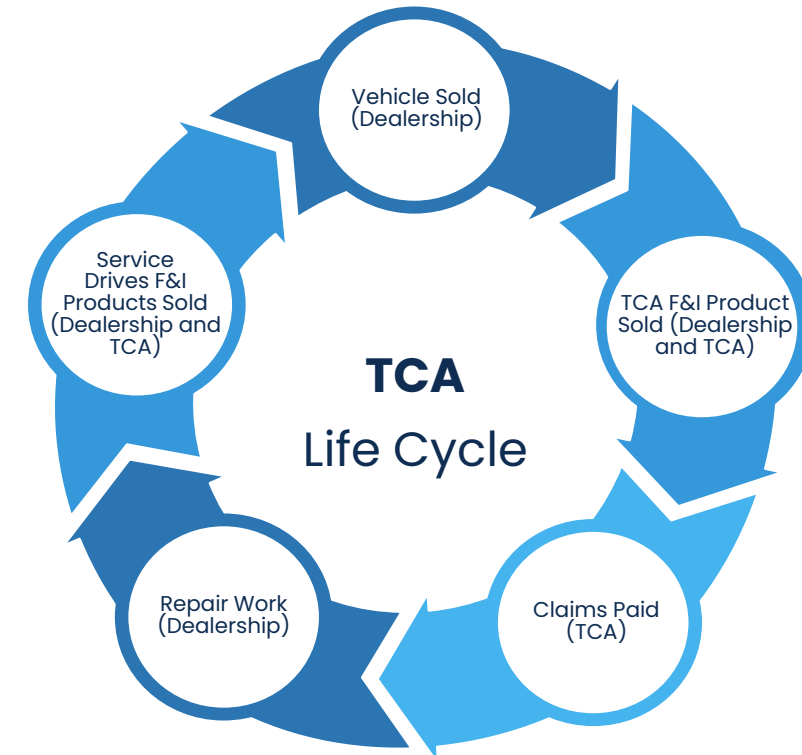 Vehicle Sold
(Dealership)
TCA F&I Product
Sold (Dealership
and TCA)
Claims Paid
(TCA)
Repair Work
(Dealership)
Service
Drives F&I
Products Sold
(Dealership and
TCA)
TCA
Life Cycle